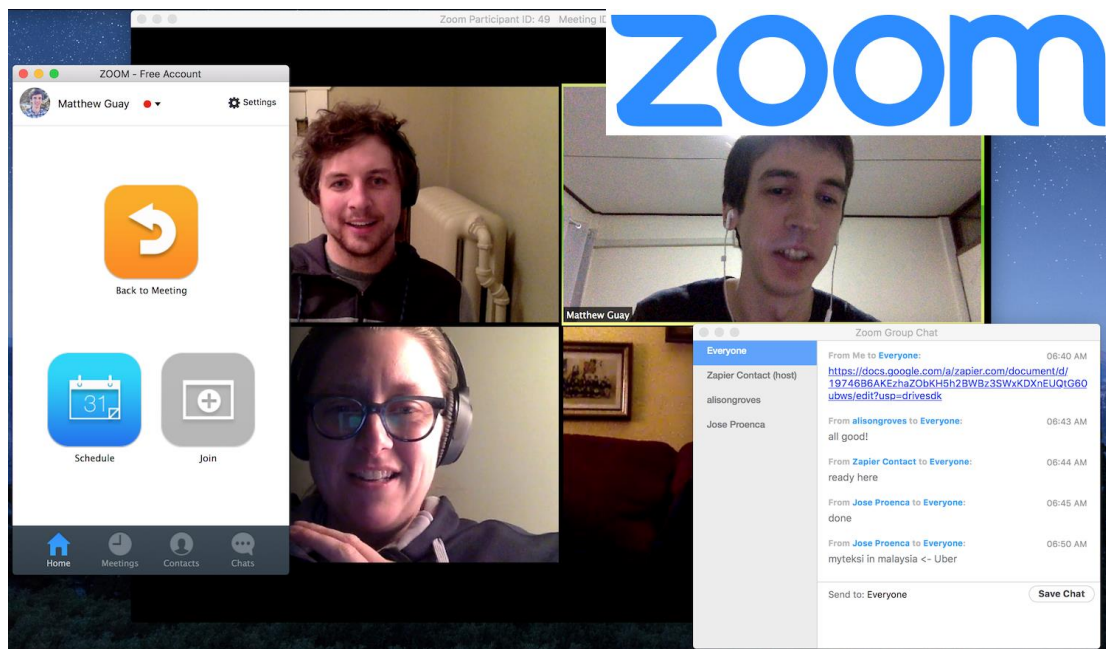 Zoom Participant ID: 49 Meeting ID
zoom
ZOOM - Free Account
Matthew Guay
Settings
Back to Meeting
31
Schedule
Join
Home
Meetings
Contacts
Chats
Matthew Guay
Zoom Group Chat
Everyone
Zapier Contact (host)
alisongroves
Jose Proenca
From Me to Everyone: 06:40 AM
https://docs.google.com/a/zapier.com/document/d/
19746B6AKEzhaZObKH5h2BWBz3SWxKDXnEUQtG60
ubws/edit?usp=drivesdk
From alisongroves to Everyone: 06:43 AM
all good!
From Zapier Contact to Everyone: 06:44 AM
ready here
From Jose Proenca to Everyone: 06:45 AM
done
From Jose Proenca to Everyone: 06:50 AM
myteksi in malaysia <- Uber
Send to: Everyone
Save Chat